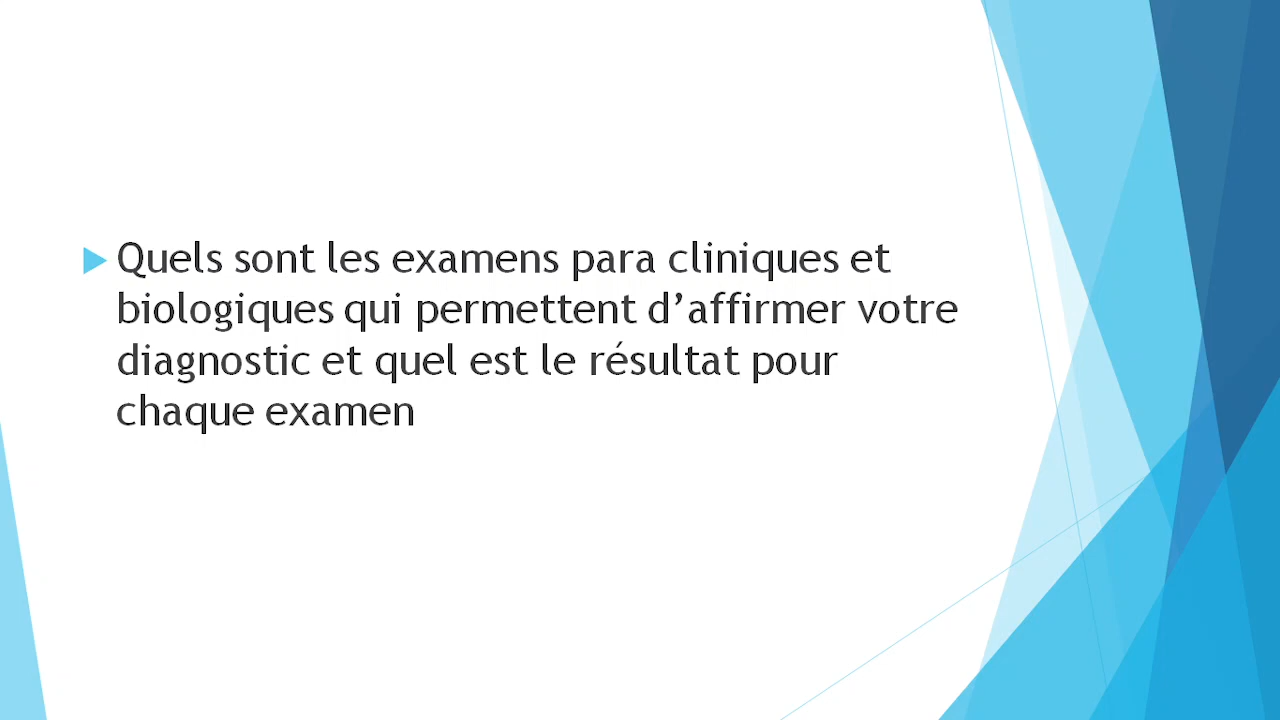 Quels sont les examens para cliniques et
biologiques qui permettent d’affirmer votre
diagnostic et quel est le résultat pour
chaque examen